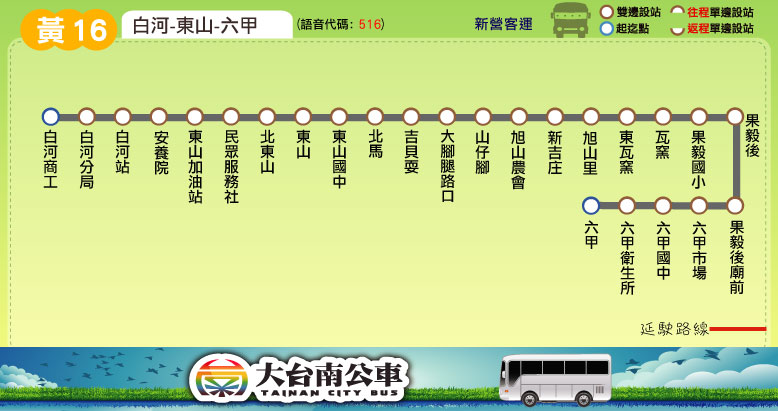 黃16
白河-東山-六甲
(語音代碼: 516)
新營客運
雙邊設站
往程單邊設站
起迄點
返程單邊設站
白河商工
白河分局
白河站
安養院
東山加油站
民眾服務社
北東山
東山
東山國中
北馬
吉貝耍
大腳腿路口
山仔腳
旭山農會
新吉庄
旭山里
東瓦窯
瓦窯
果毅國小
果毅後
果毅後廟前
六甲市場
六甲國中
六甲衛生所
六甲
延駛路線
大台南公車
TAINAN CITY BUS